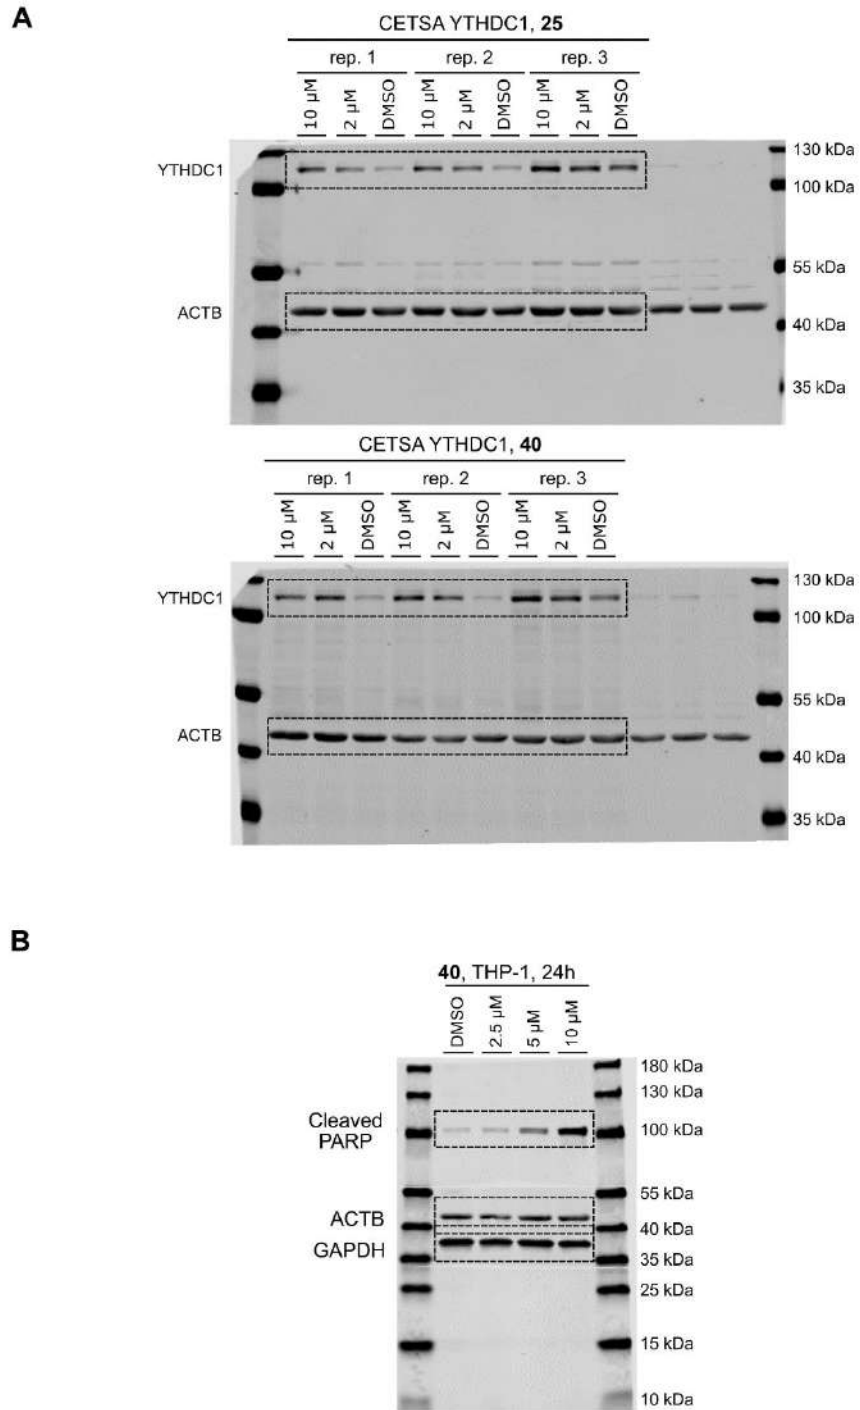 A
CETSA YTHDC1, 25
rep. 1 rep. 2 rep. 3
10 µM 2 µM DMSO 10 µM 2 µM DMSO 10 µM 2 µM DMSO
130 kDa
YTHDC1
100 kDa
55 kDa
ACTB
40 kDa
35 kDa
CETSA YTHDC1, 40
rep. 1 rep. 2 rep. 3
10 µM 2 µM DMSO 10 µM 2 µM DMSO 10 µM 2 µM DMSO
130 kDa
YTHDC1
100 kDa
55 kDa
ACTB
40 kDa
35 kDa
B
40, THP-1, 24h
DMSO 2.5 µM 5 µM 10 µM
180 kDa
130 kDa
Cleaved
PARP
100 kDa
55 kDa
ACTB
40 kDa
GAPDH
35 kDa
25 kDa
15 kDa
10 kDa